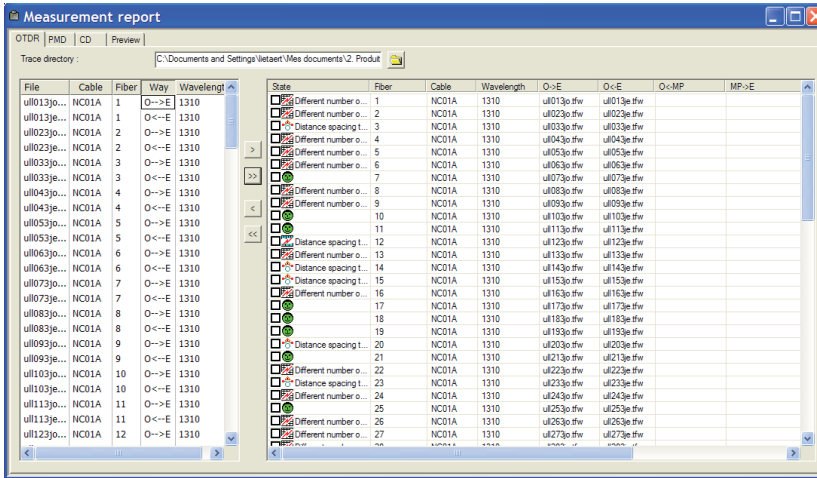 Measurement report
OTDR PMD CD Preview
Trace directory : C:\Documents and Settings\lietaert\Mes documents\2. Produit
File Cable Fiber Way Wavelengt
ull013jo... NC01A 1 O-->E 1310
ull013je... NC01A 1 O<--E 1310
ull023jo... NC01A 2 O-->E 1310
ull023je... NC01A 2 O<--E 1310
ull033jo... NC01A 3 O-->E 1310
ull033je... NC01A 3 O<--E 1310
ull043jo... NC01A 4 O-->E 1310
ull043je... NC01A 4 O<--E 1310
ull053jo... NC01A 5 O-->E 1310
ull053je... NC01A 5 O<--E 1310
ull063jo... NC01A 6 O-->E 1310
ull063je... NC01A 6 O<--E 1310
ull073jo... NC01A 7 O-->E 1310
ull073je... NC01A 7 O<--E 1310
ull083jo... NC01A 8 O-->E 1310
ull083je... NC01A 8 O<--E 1310
ull093jo... NC01A 9 O-->E 1310
ull093je... NC01A 9 O<--E 1310
ull103jo... NC01A 10 O-->E 1310
ull103je... NC01A 10 O<--E 1310
ull113jo... NC01A 11 O-->E 1310
ull113je... NC01A 11 O<--E 1310
ull123jo... NC01A 12 O-->E 1310
>
>>
<
<<
State Fiber Cable Wavelength O->E O<-E O<-MP MP->E
Different number o... 1 NC01A 1310 ull013jo.tfw ull013je.tfw
Different number o... 2 NC01A 1310 ull023jo.tfw ull023je.tfw
Distance spacing t... 3 NC01A 1310 ull033jo.tfw ull033je.tfw
Different number o... 4 NC01A 1310 ull043jo.tfw ull043je.tfw
Different number o... 5 NC01A 1310 ull053jo.tfw ull053je.tfw
Different number o... 6 NC01A 1310 ull063jo.tfw ull063je.tfw
7 NC01A 1310 ull073jo.tfw ull073je.tfw
Different number o... 8 NC01A 1310 ull083jo.tfw ull083je.tfw
Different number o... 9 NC01A 1310 ull093jo.tfw ull093je.tfw
10 NC01A 1310 ull103jo.tfw ull103je.tfw
11 NC01A 1310 ull113jo.tfw ull113je.tfw
Distance spacing t... 12 NC01A 1310 ull123jo.tfw ull123je.tfw
Different number o... 13 NC01A 1310 ull133jo.tfw ull133je.tfw
Distance spacing t... 14 NC01A 1310 ull143jo.tfw ull143je.tfw
Distance spacing t... 15 NC01A 1310 ull153jo.tfw ull153je.tfw
Different number o... 16 NC01A 1310 ull163jo.tfw ull163je.tfw
17 NC01A 1310 ull173jo.tfw ull173je.tfw
18 NC01A 1310 ull183jo.tfw ull183je.tfw
19 NC01A 1310 ull193jo.tfw ull193je.tfw
Distance spacing t... 20 NC01A 1310 ull203jo.tfw ull203je.tfw
21 NC01A 1310 ull213jo.tfw ull213je.tfw
Different number o... 22 NC01A 1310 ull223jo.tfw ull223je.tfw
Distance spacing t... 23 NC01A 1310 ull233jo.tfw ull233je.tfw
Different number o... 24 NC01A 1310 ull243jo.tfw ull243je.tfw
25 NC01A 1310 ull253jo.tfw ull253je.tfw
Different number o... 26 NC01A 1310 ull263jo.tfw ull263je.tfw
Different number o... 27 NC01A 1310 ull273jo.tfw ull273je.tfw